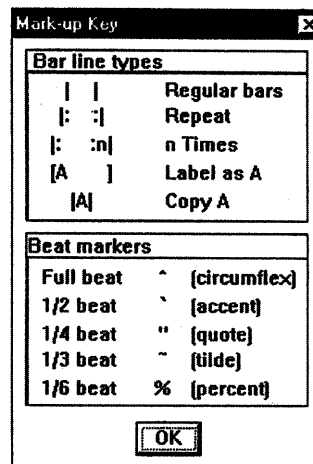 Mark-up Key
Bar line types
| | Regular bars
|: :| Repeat
|: :n| n Times
[A ] Label as A
|A| Copy A
Beat markers
Full beat ^ (circumflex)
1/2 beat ` (accent)
1/4 beat " (quote)
1/3 beat ~ (tilde)
1/6 beat % (percent)
OK